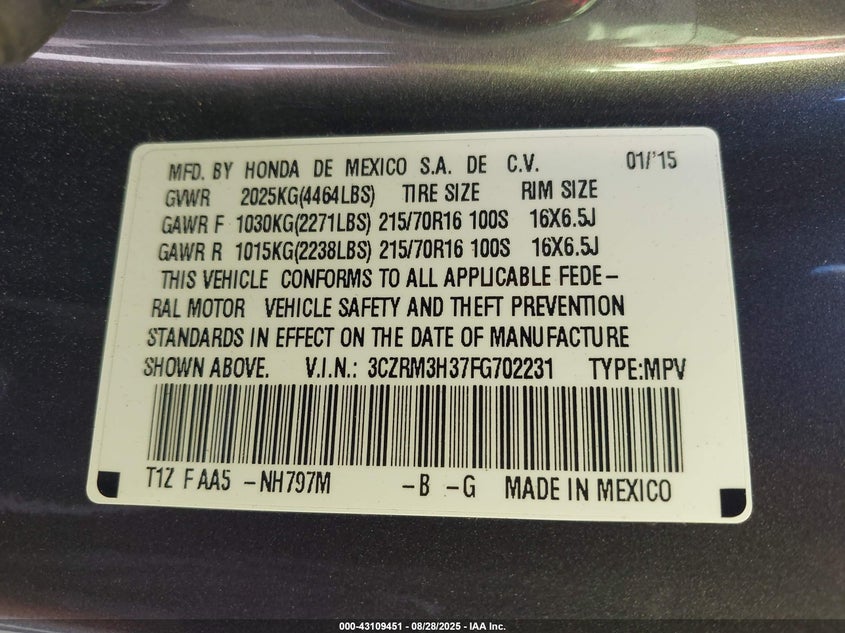 MFD. BY HONDA DE MEXICO S.A. DE C.V. 01/'15
GVWR 2025KG(4464LBS) TIRE SIZE RIM SIZE
GAWR F 1030KG(2271LBS) 215/70R16 100S 16X6.5J
GAWR R 1015KG(2238LBS) 215/70R16 100S 16X6.5J
THIS VEHICLE CONFORMS TO ALL APPLICABLE FEDE-
RAL MOTOR VEHICLE SAFETY AND THEFT PREVENTION
STANDARDS IN EFFECT ON THE DATE OF MANUFACTURE
SHOWN ABOVE. V.I.N.: 3CZRM3H37FG702231 TYPE:MPV
T1Z F AA5 -NH797M -B -G MADE IN MEXICO
000-43109451 - 08/28/2025 - IAA Inc.